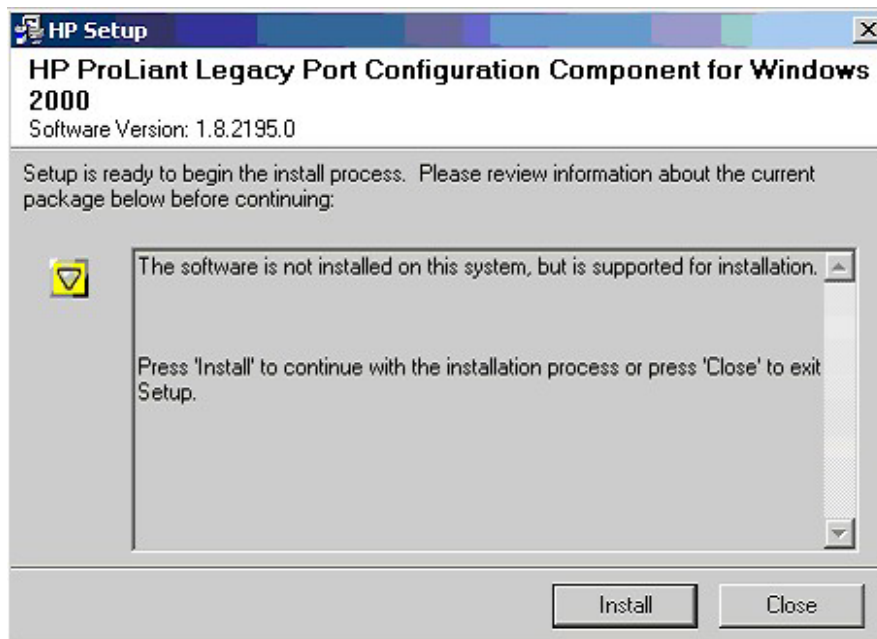 HP Setup
HP ProLiant Legacy Port Configuration Component for Windows
2000
Software Version: 1.8.2195.0
Setup is ready to begin the install process.  Please review information about the current
package below before continuing:
The software is not installed on this system, but is supported for installation.
Press 'Install' to continue with the installation process or press 'Close' to exit
Setup.
Install
Close